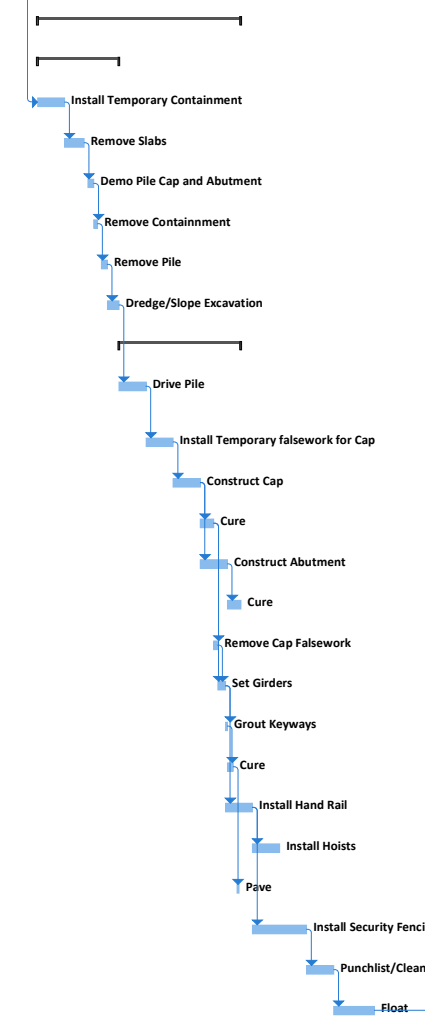 Install Temporary Containment
Remove Slabs
Demo Pile Cap and Abutment
Remove Containnment
Remove Pile
Dredge/Slope Excavation
Drive Pile
Install Temporary falsework for Cap
Construct Cap
Cure
Construct Abutment
Cure
Remove Cap Falsework
Set Girders
Grout Keyways
Cure
Install Hand Rail
Install Hoists
Pave
Install Security Fenci
Punchlist/Clean
Float